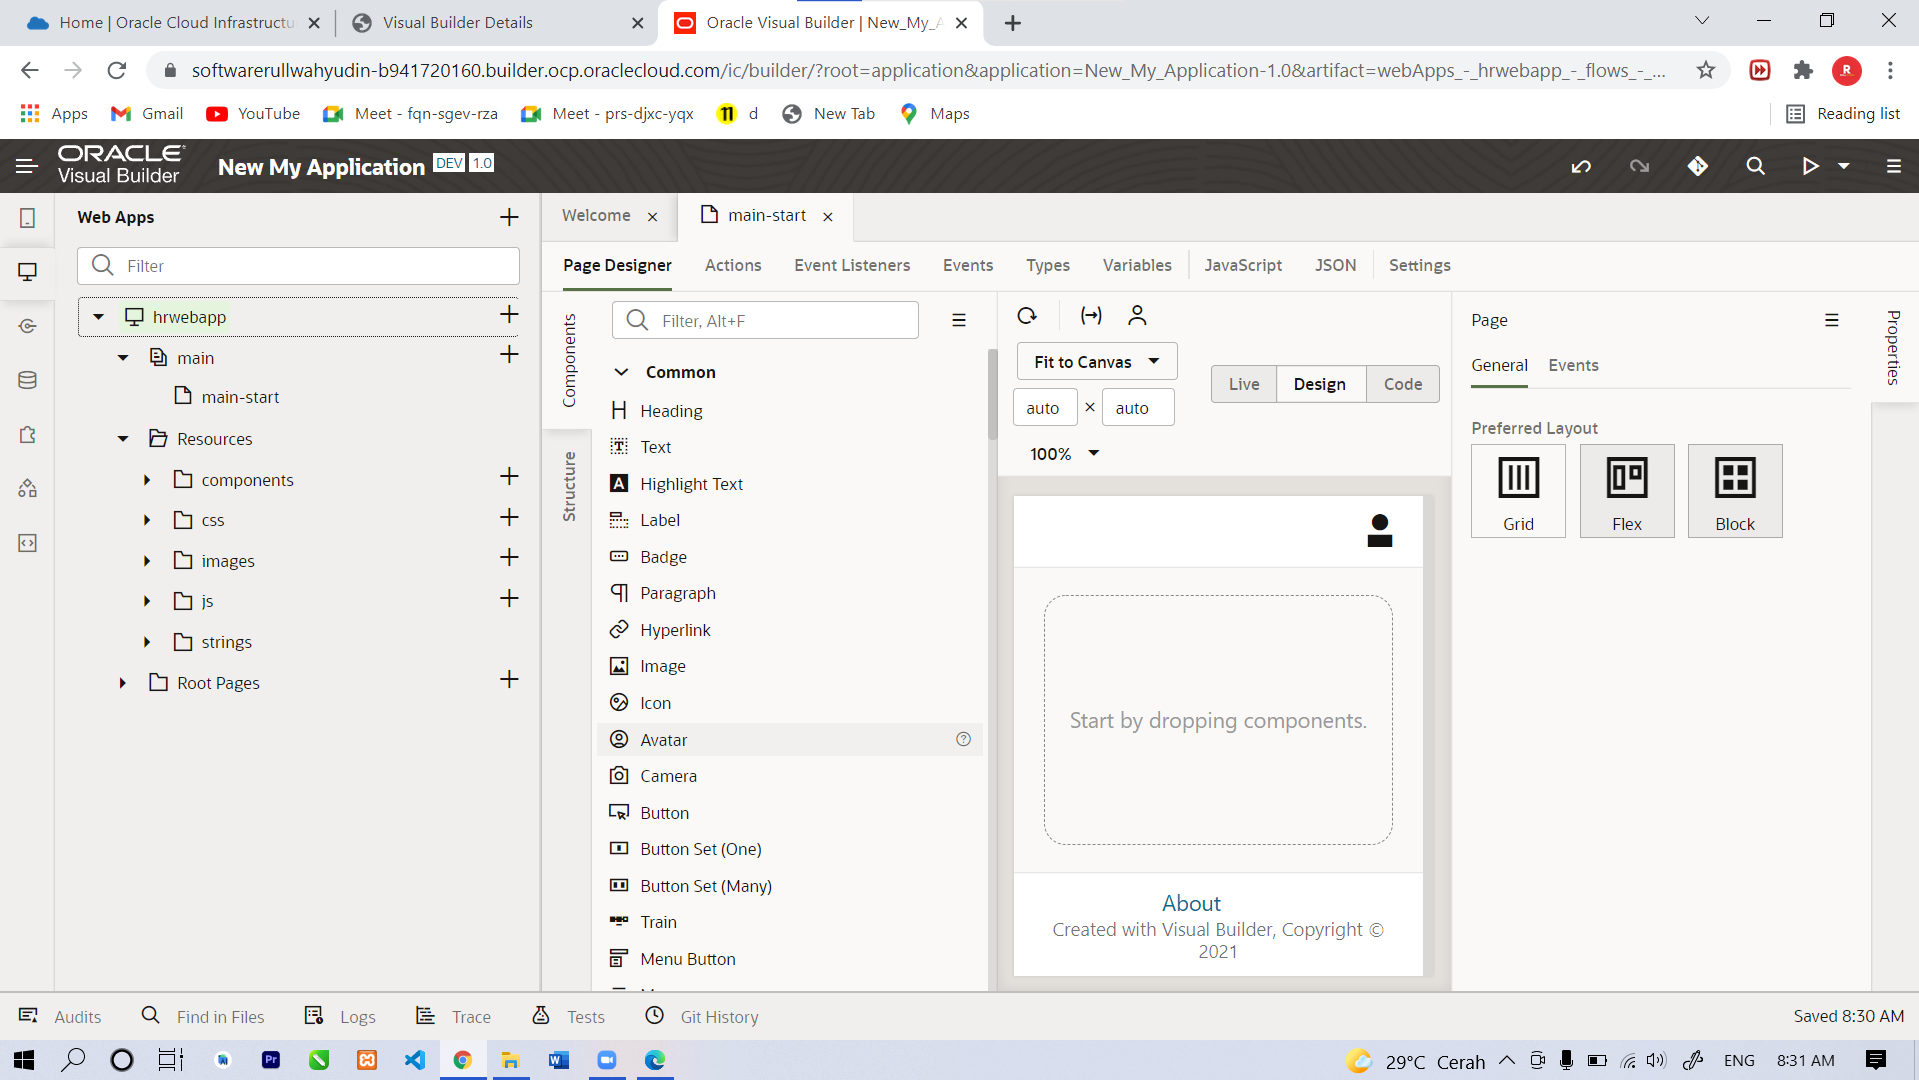 Home | Oracle Cloud Infrastructu
Visual Builder Details
Oracle Visual Builder | New_My_A
softwarerullwahyudin-b941720160.builder.ocp.oraclecloud.com/ic/builder/?root=application&application=New_My_Application-1.0&artifact=webApps_-_hrwebapp_-_flows_-_...
R
Apps
Gmail
YouTube
Meet - fqn-sgev-rza
Meet - prs-djxc-yqx
d
New Tab
Maps
Reading list
ORACLE
Visual Builder
New My Application
DEV
1.0
Web Apps
Filter
hrwebapp
main
main-start
Resources
components
css
images
js
strings
Root Pages
Welcome
main-start
Page Designer
Actions
Event Listeners
Events
Types
Variables
JavaScript
JSON
Settings
Components
Structure
Filter, Alt+F
Common
Heading
Text
Highlight Text
Label
Badge
Paragraph
Hyperlink
Image
Icon
Avatar
Camera
Button
Button Set (One)
Button Set (Many)
Train
Menu Button
Fit to Canvas
auto × auto
100%
Live
Design
Code
Start by dropping components.
About
Created with Visual Builder, Copyright ©
2021
Page
General
Events
Preferred Layout
Grid
Flex
Block
Properties
Audits
Find in Files
Logs
Trace
Tests
Git History
Saved 8:30 AM
Pr
29°C Cerah
ENG
8:31 AM